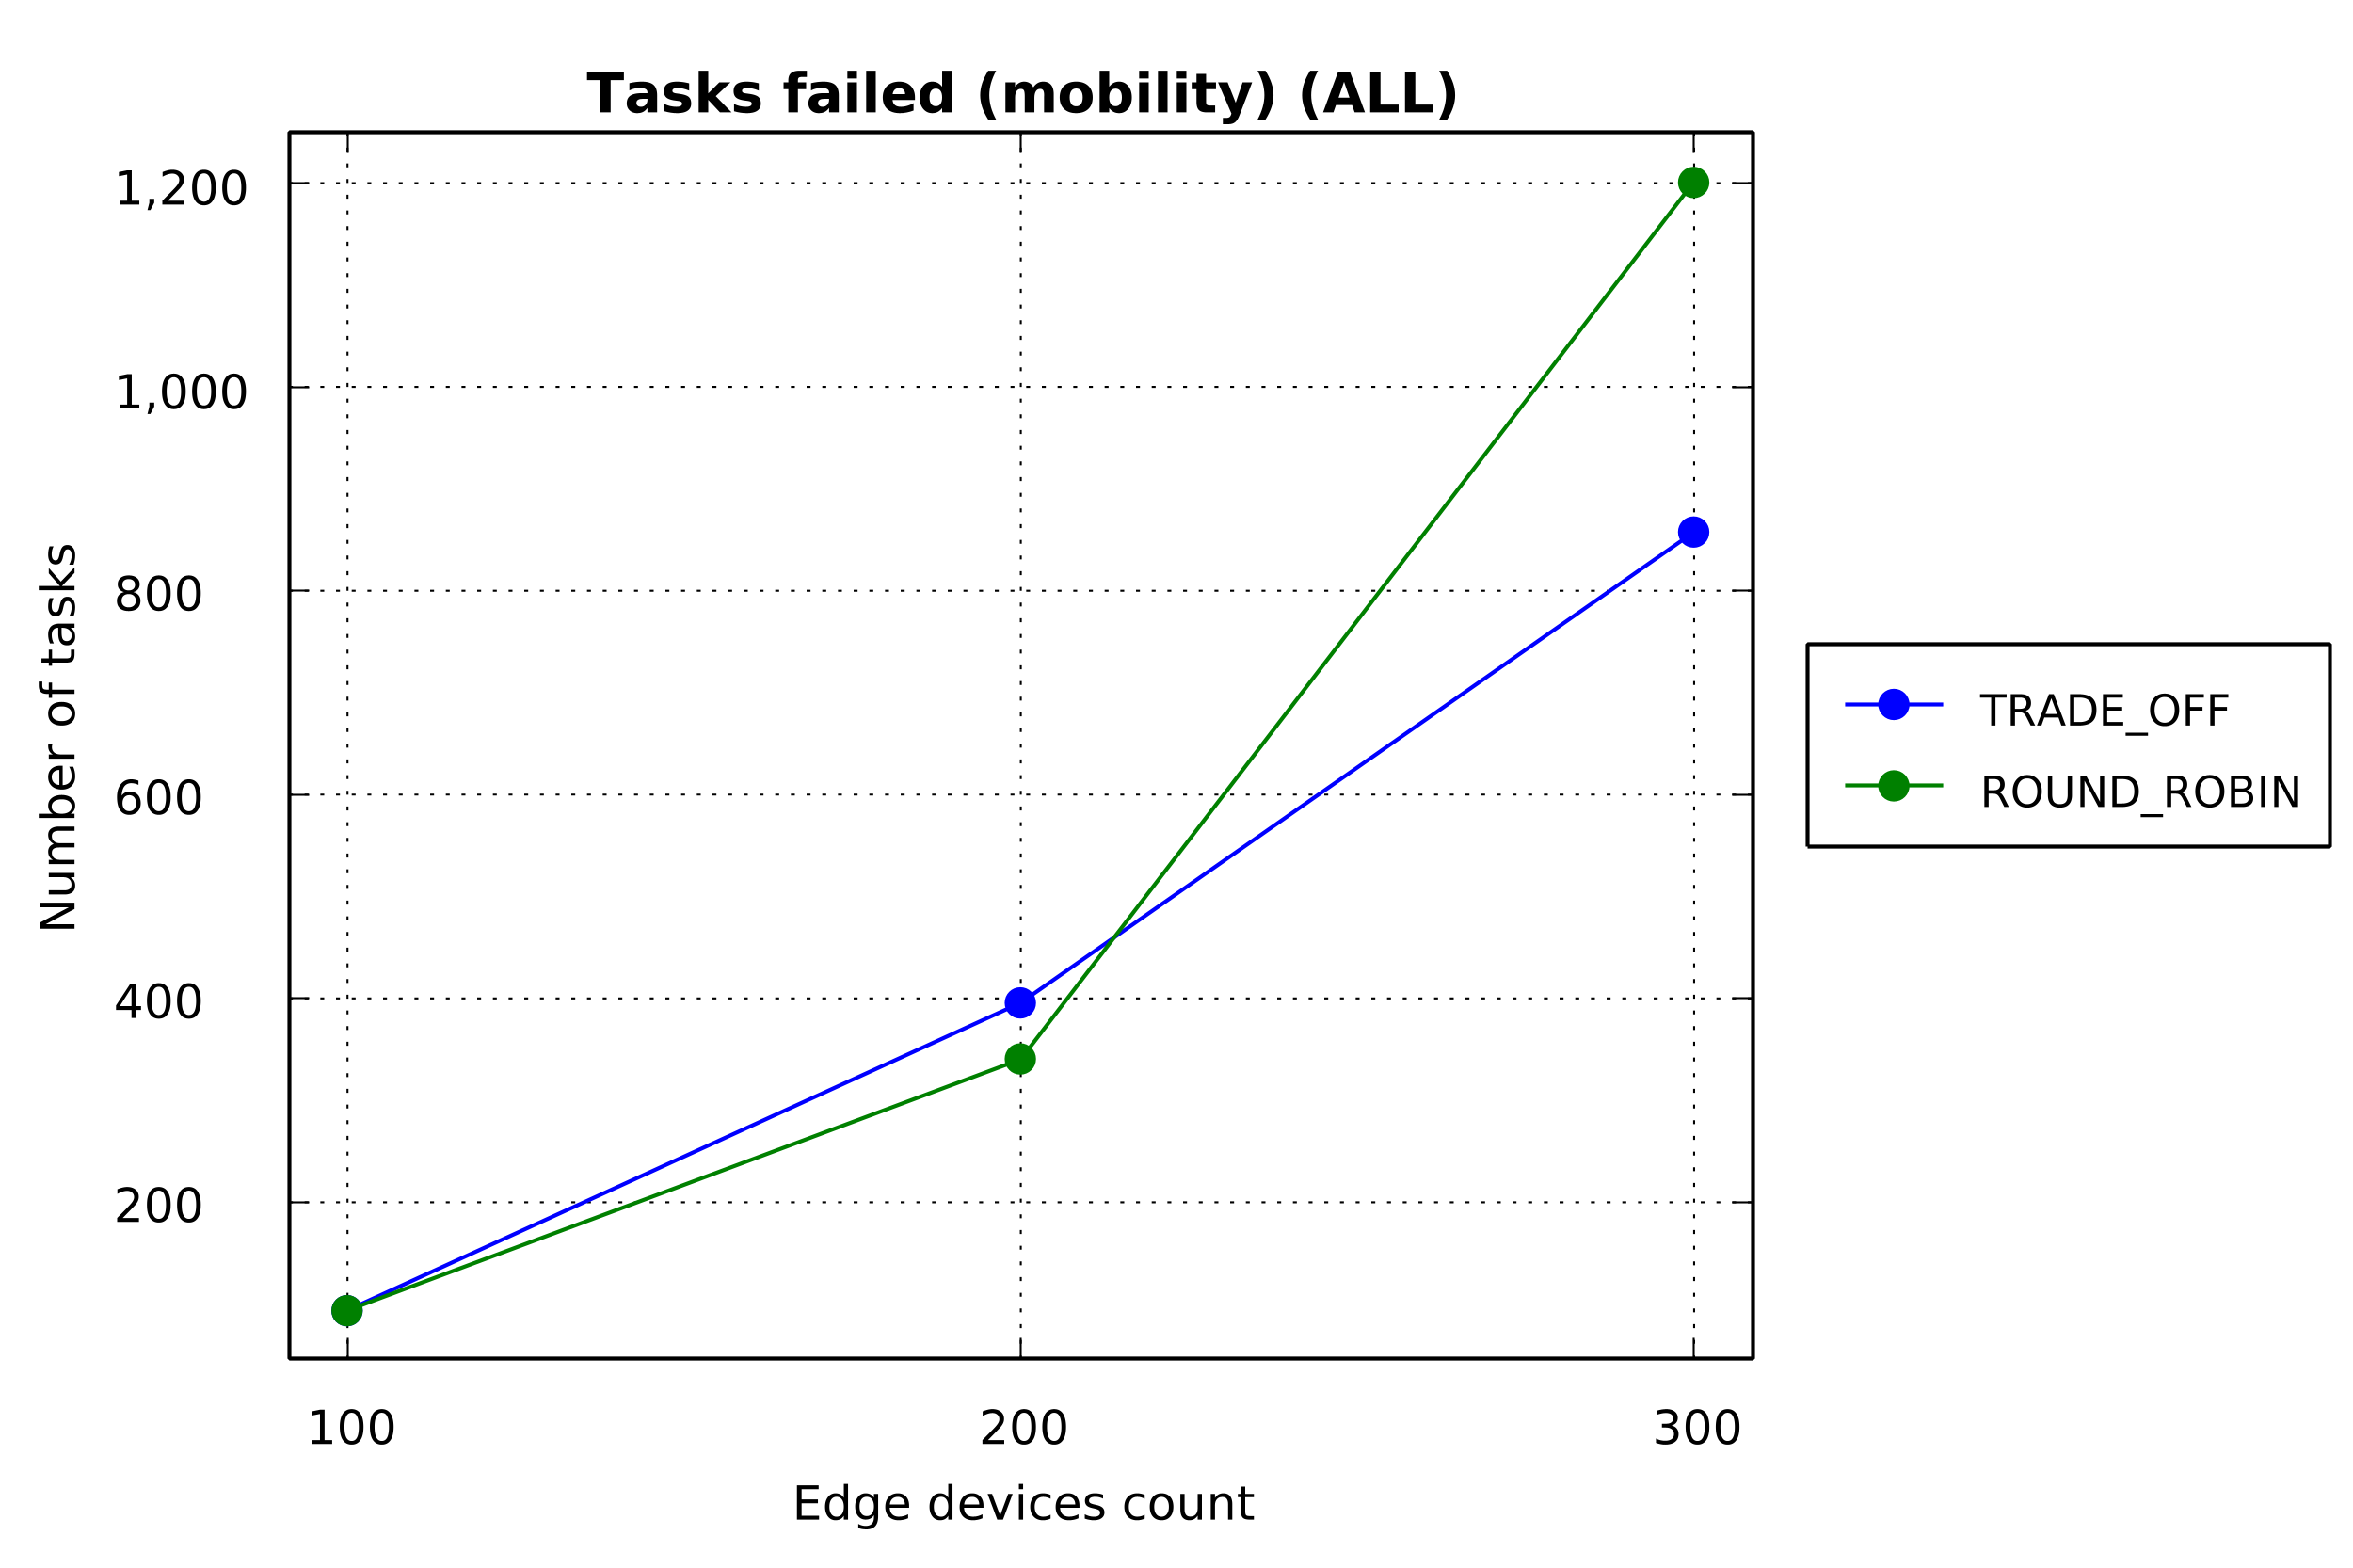 Tasks failed (mobility) (ALL)
1,200
1,000
800
600
400
200
Number of tasks
100 200 300
Edge devices count
TRADE_OFF
ROUND_ROBIN